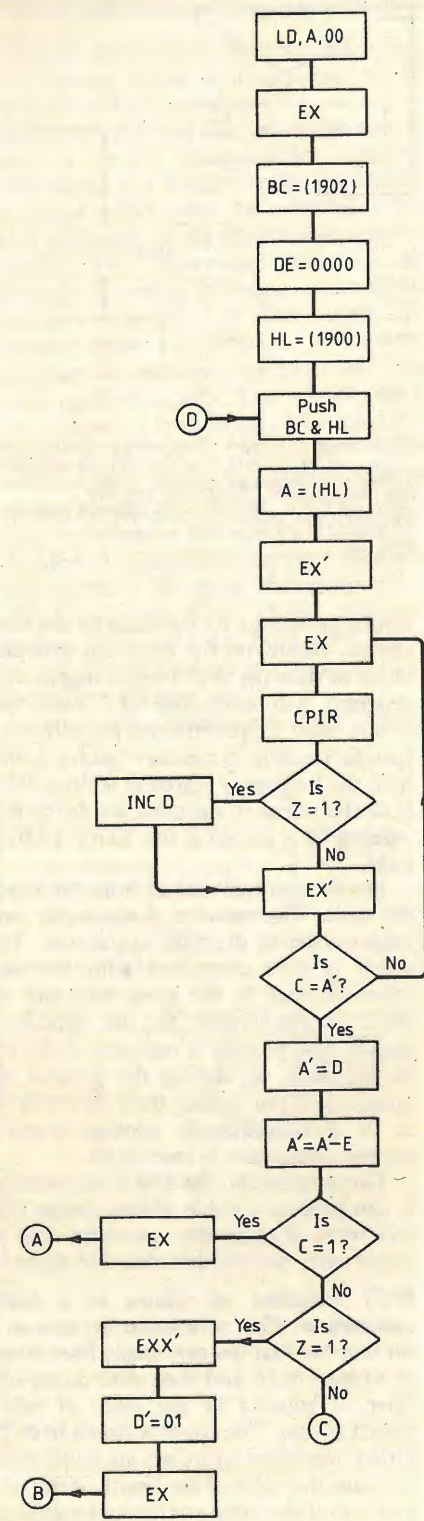 LD, A, 00
EX
BC = (1902)
DE = 0000
HL = (1900)
D
Push
BC & HL
A = (HL)
EX′
EX
CPIR
INC D
Yes
Is
Z = 1?
No
EX′
Is
C = A′?
No
Yes
A′ = D
A′ = A′ – E
A
EX
Yes
Is
C = 1?
No
EXX′
Yes
Is
Z = 1?
No
D′ = 01
C
B
EX